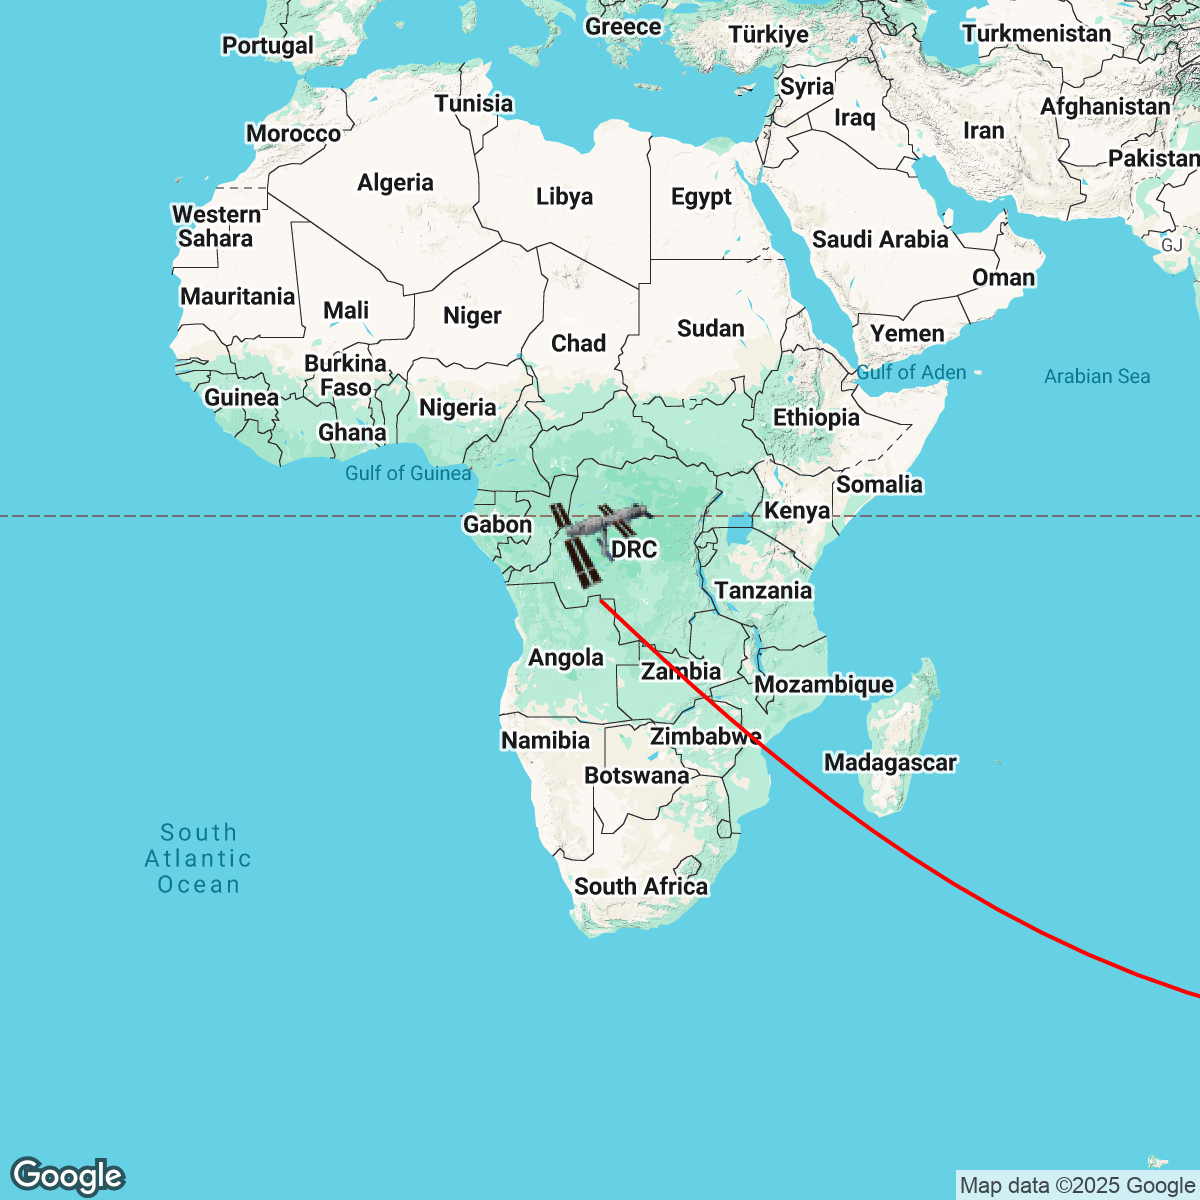 Portugal
Greece
Türkiye
Turkmenistan
Tunisia
Syria
Iraq
Iran
Afghanistan
Pakistan
Morocco
Algeria
Libya
Egypt
Western
Sahara
Saudi Arabia
GJ
Oman
Mauritania
Mali
Niger
Chad
Sudan
Yemen
Burkina
Faso
Gulf of Aden
Arabian Sea
Guinea
Nigeria
Ethiopia
Ghana
Gulf of Guinea
Somalia
Gabon
Kenya
DRC
Tanzania
Angola
Zambia
Mozambique
Namibia
Zimbabwe
Botswana
Madagascar
South
Atlantic
Ocean
South Africa
Google
Map data ©2025 Google